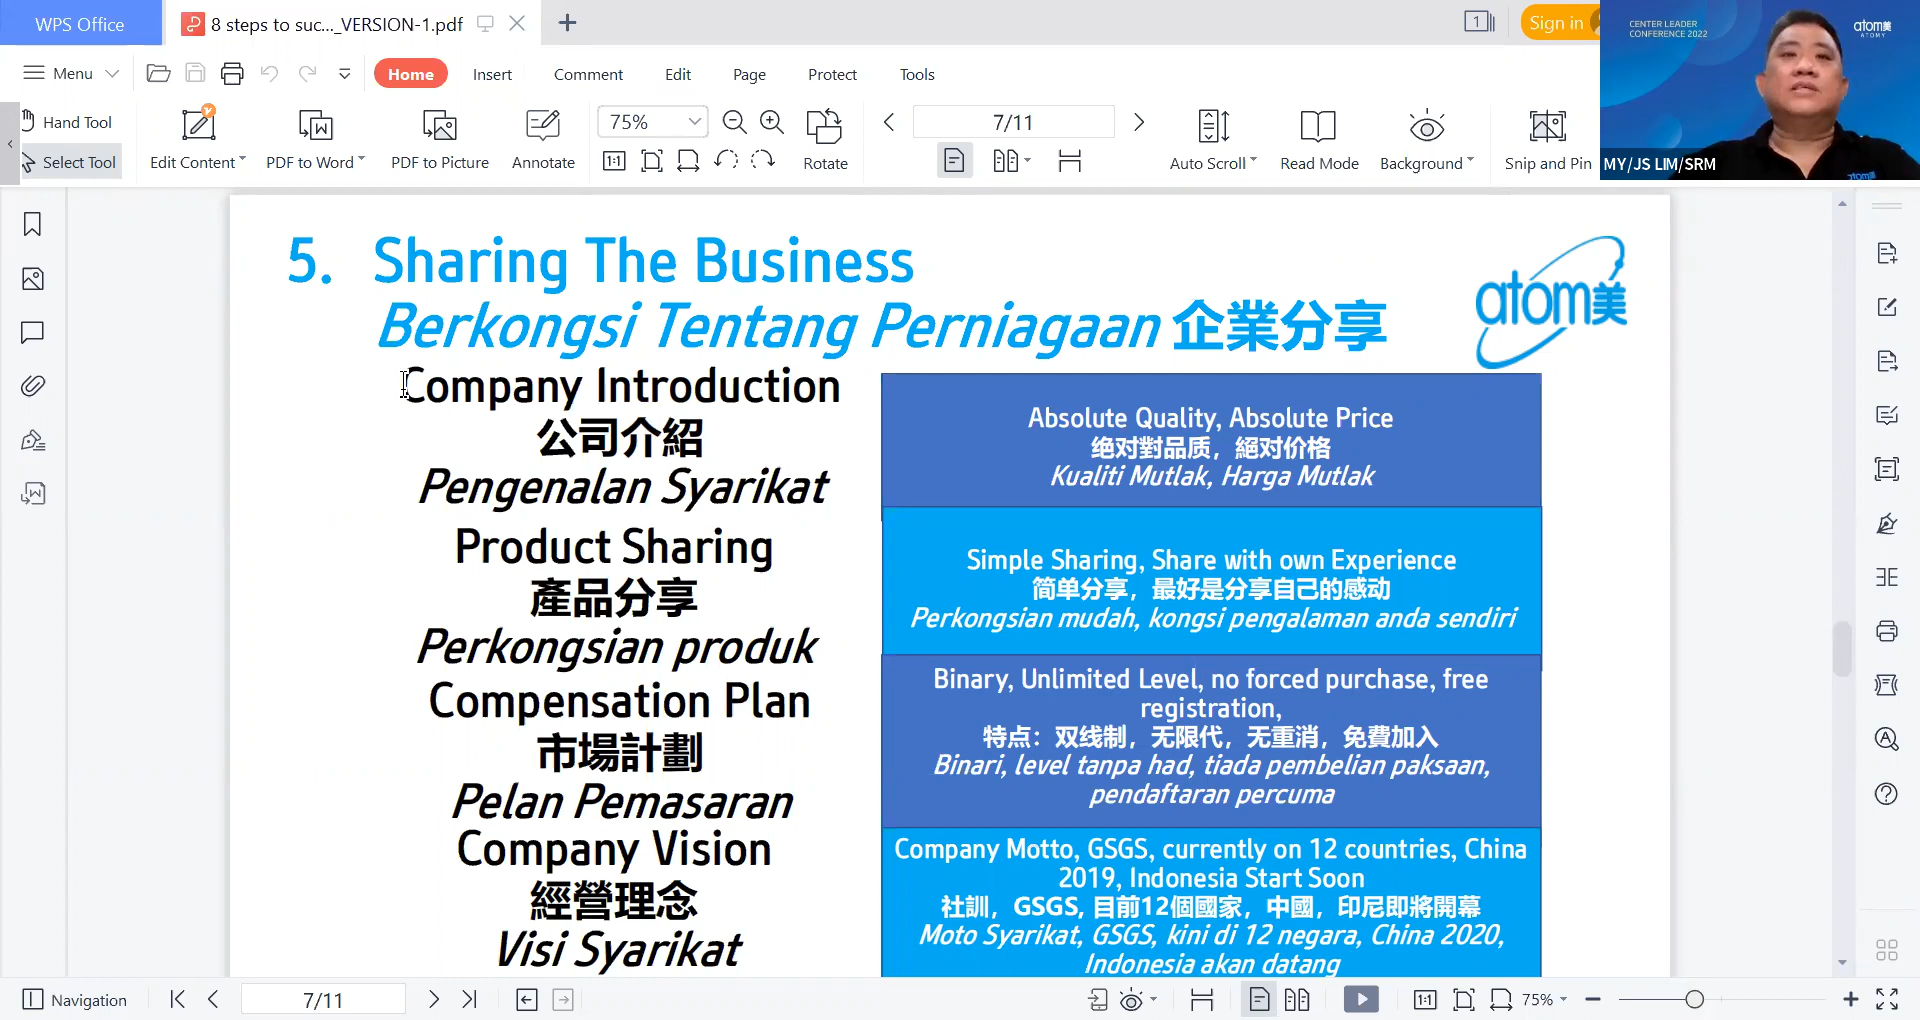 WPS Office
8 steps to suc..._VERSION-1.pdf
1
Sign in
Menu
Home
Insert
Comment
Edit
Page
Protect
Tools
Hand Tool
Select Tool
Edit Content
PDF to Word
PDF to Picture
Annotate
75%
1:1
Rotate
7/11
Auto Scroll
Read Mode
Background
Snip and Pin
CENTER LEADER
CONFERENCE 2022
atom美
ATOMY
MY/JS LIM/SRM
5. Sharing The Business
Berkongsi Tentang Perniagaan 企業分享
atom美
Company Introduction
公司介紹
Pengenalan Syarikat
Absolute Quality, Absolute Price
绝对對品质，絕对价格
Kualiti Mutlak, Harga Mutlak
Product Sharing
產品分享
Perkongsian produk
Simple Sharing, Share with own Experience
简单分享，最好是分享自己的感动
Perkongsian mudah, kongsi pengalaman anda sendiri
Compensation Plan
市場計劃
Pelan Pemasaran
Binary, Unlimited Level, no forced purchase, free
registration,
特点：双线制，无限代，无重消，免費加入
Binari, level tanpa had, tiada pembelian paksaan,
pendaftaran percuma
Company Vision
經營理念
Visi Syarikat
Company Motto, GSGS, currently on 12 countries, China
2019, Indonesia Start Soon
社訓，GSGS, 目前12個國家，中國，印尼即將開幕
Moto Syarikat, GSGS, kini di 12 negara, China 2020,
Indonesia akan datang
Navigation
7/11
1:1
75%